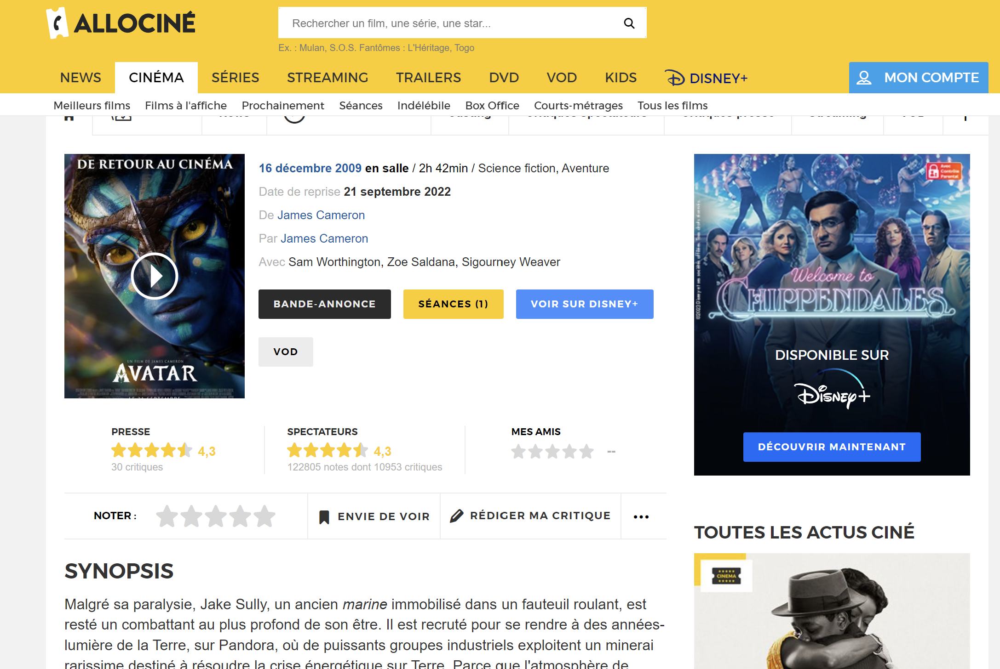 ALLOCINÉ
Rechercher un film, une série, une star...
Ex. : Mulan, S.O.S. Fantômes : L'Héritage, Togo
NEWS CINÉMA SÉRIES STREAMING TRAILERS DVD VOD KIDS DISNEY+ MON COMPTE
Meilleurs films Films à l'affiche Prochainement Séances Indélébile Box Office Courts-métrages Tous les films
DE RETOUR AU CINÉMA
UN FILM DE JAMES CAMERON
AVATAR
16 décembre 2009 en salle / 2h 42min / Science fiction, Aventure
Date de reprise 21 septembre 2022
De James Cameron
Par James Cameron
Avec Sam Worthington, Zoe Saldana, Sigourney Weaver
BANDE-ANNONCE SÉANCES (1) VOIR SUR DISNEY+
VOD
Avec
Contrôle
Parental
Welcome to
CHIPPENDALES
DISPONIBLE SUR
Disney+
DÉCOUVRIR MAINTENANT
PRESSE
4,3
30 critiques
SPECTATEURS
4,3
122805 notes dont 10953 critiques
MES AMIS
--
NOTER :
ENVIE DE VOIR
RÉDIGER MA CRITIQUE
...
SYNOPSIS
Malgré sa paralysie, Jake Sully, un ancien marine immobilisé dans un fauteuil roulant, est
resté un combattant au plus profond de son être. Il est recruté pour se rendre à des années-
lumière de la Terre, sur Pandora, où de puissants groupes industriels exploitent un minerai
rarissime destiné à résoudre la crise énergétique sur Terre. Parce que l'atmosphère de
TOUTES LES ACTUS CINÉ
CINEMA